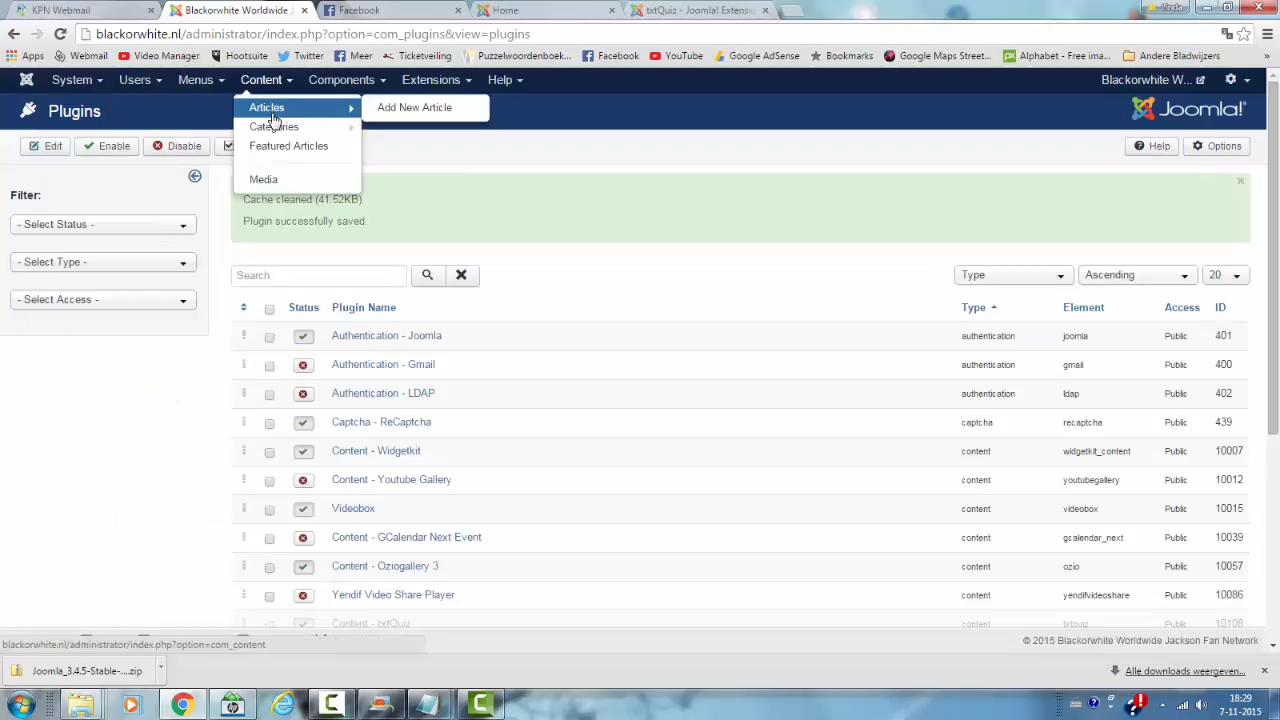 KPN Webmail
Blackorwhite Worldwide J
Facebook
Home
txtQuiz - Joomla! Extensio
blackorwhite.nl/administrator/index.php?option=com_plugins&view=plugins
Apps Webmail Video Manager Hootsuite Translation Facebook Meer Ticketveiling Puzzelwoordenboek... Facebook YouTube Google AdSense Bookmarks Google Maps Street... Alphabet - Free ima... Andere Bladwijzers
System Users Menus Content Components Extensions Help Blackorwhite W...
Plugins
Joomla!
Articles
Add New Article
Categories
Featured Articles
Media
Edit Enable Disable Help Options
Filter:
- Select Status -
- Select Type -
- Select Access -
Cache cleaned (41.52KB)
Plugin successfully saved.
Search Type Ascending 20
Status Plugin Name Type Element Access ID
Authentication - Joomla authentication joomla Public 401
Authentication - Gmail authentication gmail Public 400
Authentication - LDAP authentication ldap Public 402
Captcha - ReCaptcha captcha recaptcha Public 439
Content - Widgetkit content widgetkit_content Public 10007
Content - Youtube Gallery content youtubegallery Public 10012
Videobox content videobox Public 10015
Content - GCalendar Next Event content gcalendar_next Public 10039
Content - Oziogallery 3 content ozio Public 10057
Yendif Video Share Player content yendifvideoshare Public 10086
Content - txtQuiz content txtquiz Public 10106
blackorwhite.nl/administrator/index.php?option=com_content
© 2015 Blackorwhite Worldwide Jackson Fan Network
Joomla_3.4.5-Stable-....zip
Alle downloads weergeven...
18:29
7-11-2015